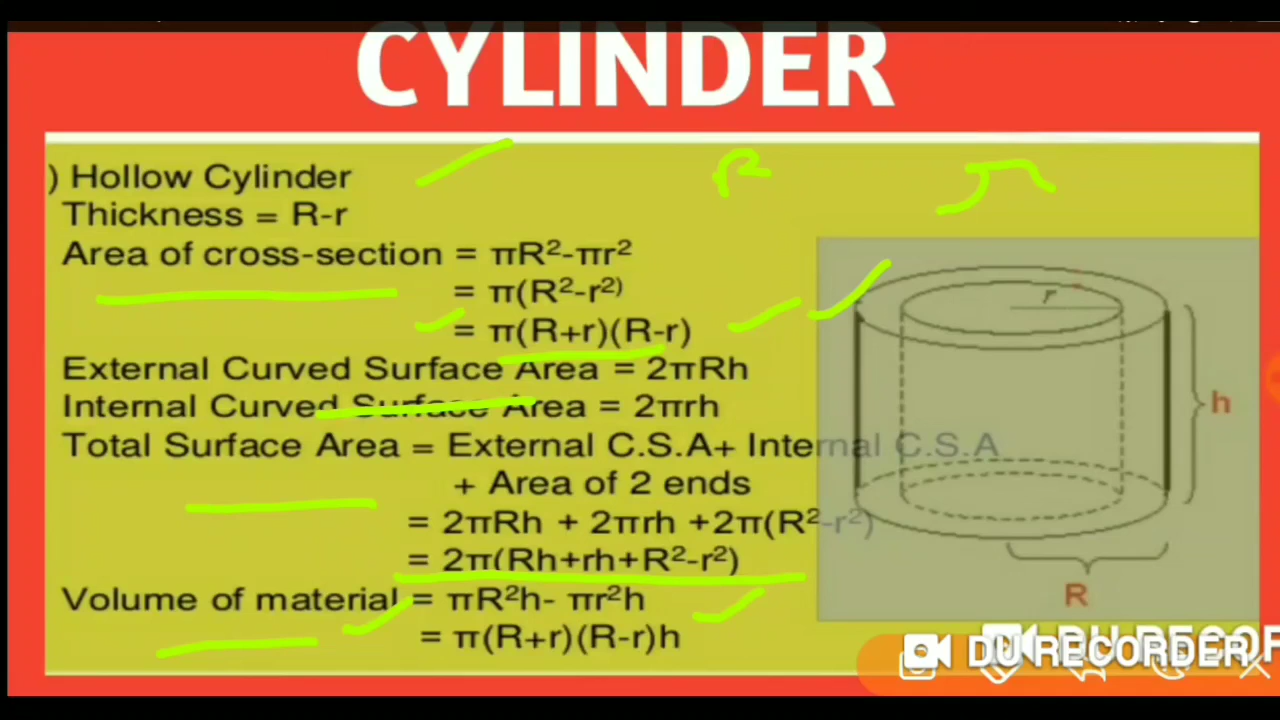 CYLINDER
) Hollow Cylinder
Thickness = R-r
Area of cross-section = πR²-πr²
= π(R²-r²)
= π(R+r)(R-r)
External Curved Surface Area = 2πRh
Internal Curved Surface Area = 2πrh
Total Surface Area = External C.S.A+ Internal C.S.A
+ Area of 2 ends
= 2πRh + 2πrh +2π(R²-r²)
= 2π(Rh+rh+R²-r²)
Volume of material = πR²h- πr²h
= π(R+r)(R-r)h
r
h
R
DU RECORDER